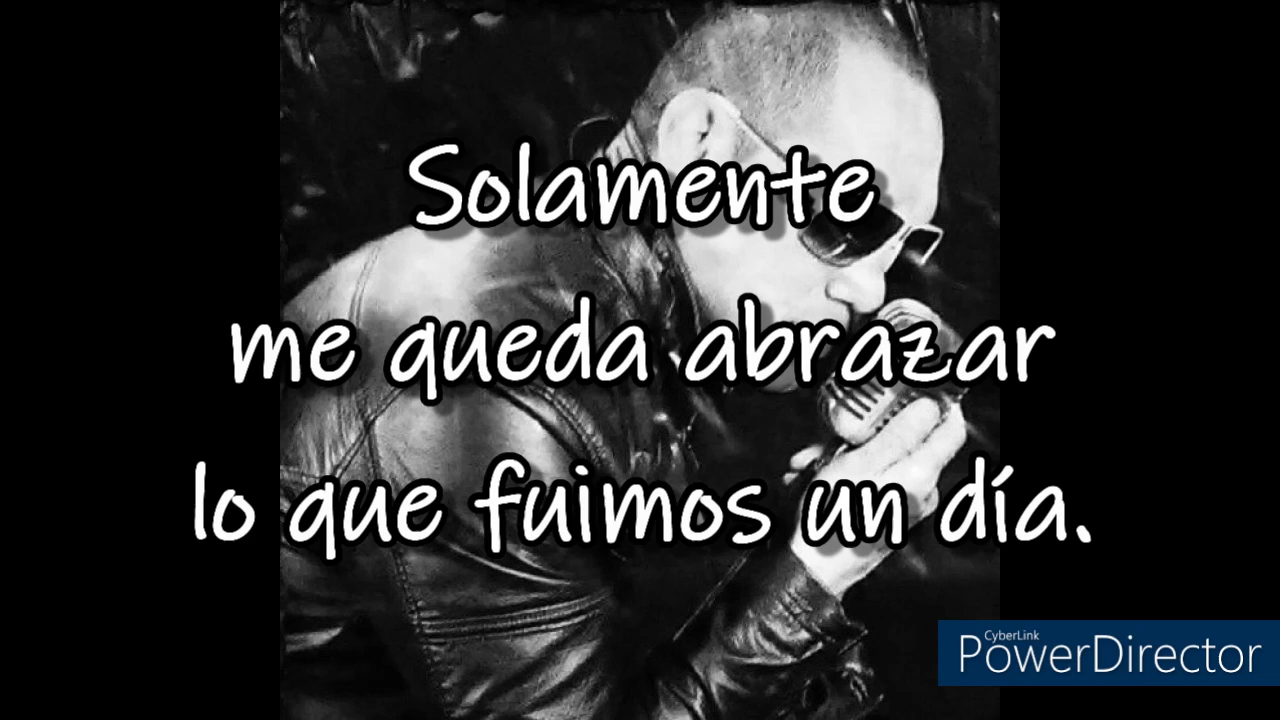 Solamente
me queda abrazar
lo que fuimos un día.
CyberLink
PowerDirector